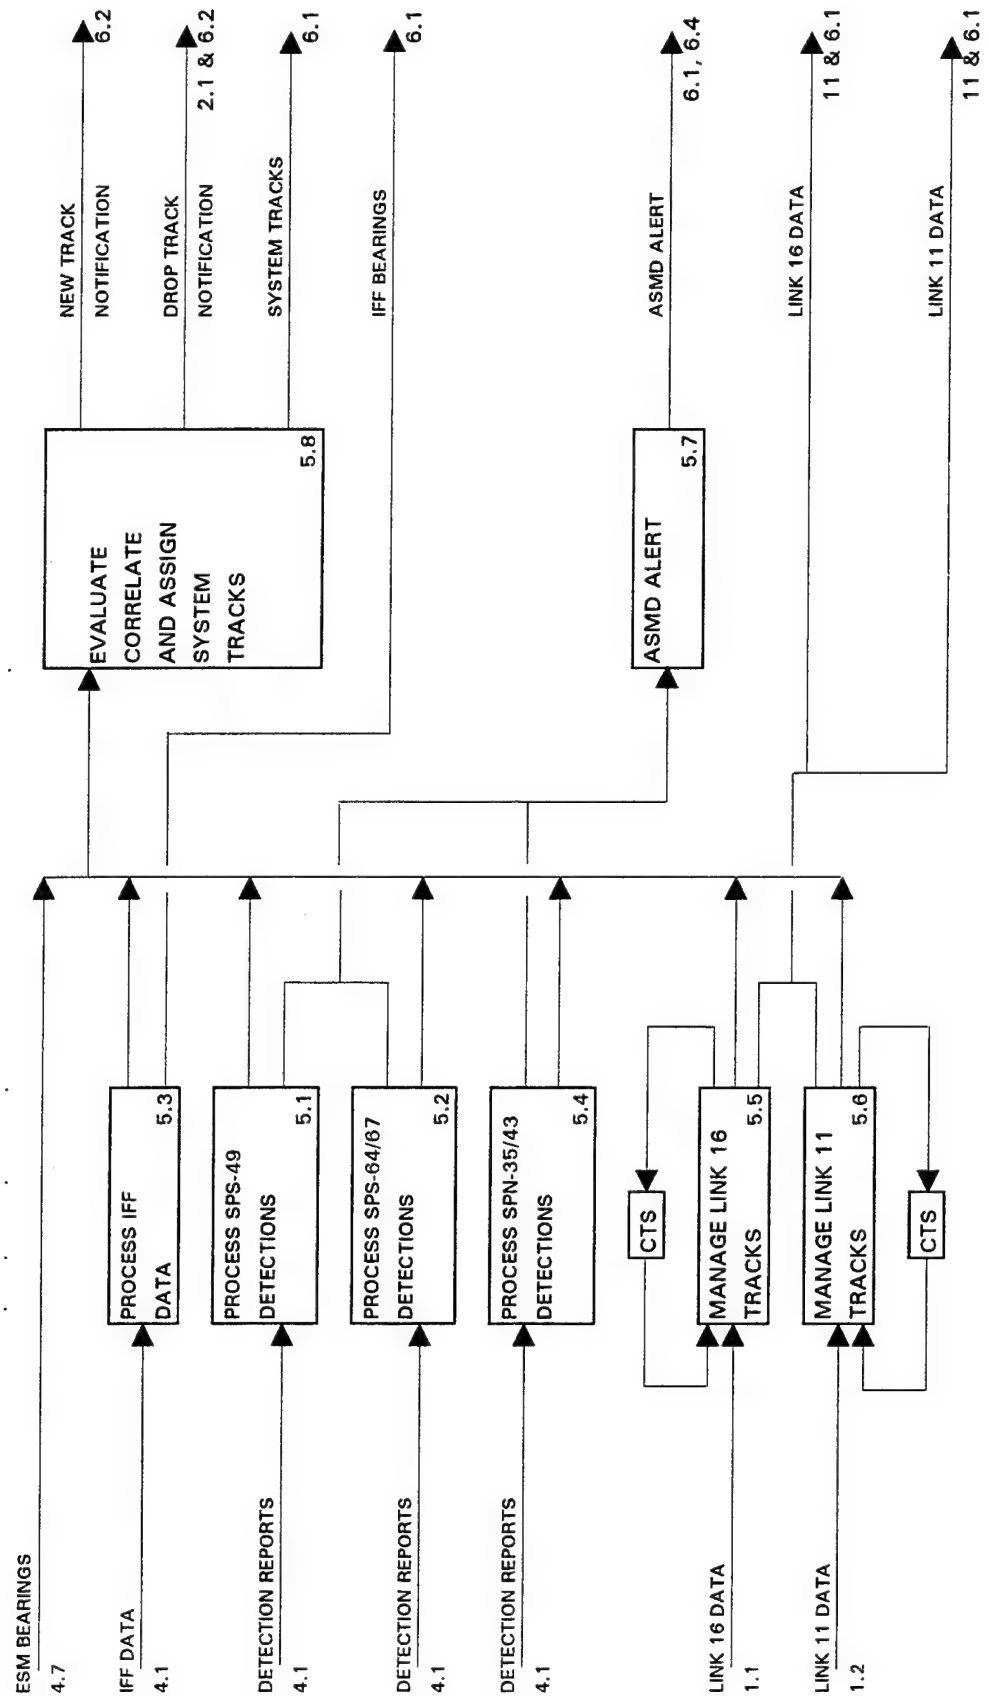 ESM BEARINGS
4.7
IFF DATA
4.1
DETECTION REPORTS
4.1
DETECTION REPORTS
4.1
DETECTION REPORTS
4.1
LINK 16 DATA
1.1
LINK 11 DATA
1.2
PROCESS IFF
DATA
5.3
PROCESS SPS-49
DETECTIONS
5.1
PROCESS SPS-64/67
DETECTIONS
5.2
PROCESS SPN-35/43
DETECTIONS
5.4
CTS
MANAGE LINK 16
TRACKS
5.5
MANAGE LINK 11
TRACKS
5.6
CTS
EVALUATE
CORRELATE
AND ASSIGN
SYSTEM
TRACKS
5.8
ASMD ALERT
5.7
NEW TRACK
NOTIFICATION
6.2
DROP TRACK
NOTIFICATION
2.1 & 6.2
SYSTEM TRACKS
6.1
IFF BEARINGS
6.1
ASMD ALERT
6.1, 6.4
LINK 16 DATA
11 & 6.1
LINK 11 DATA
11 & 6.1